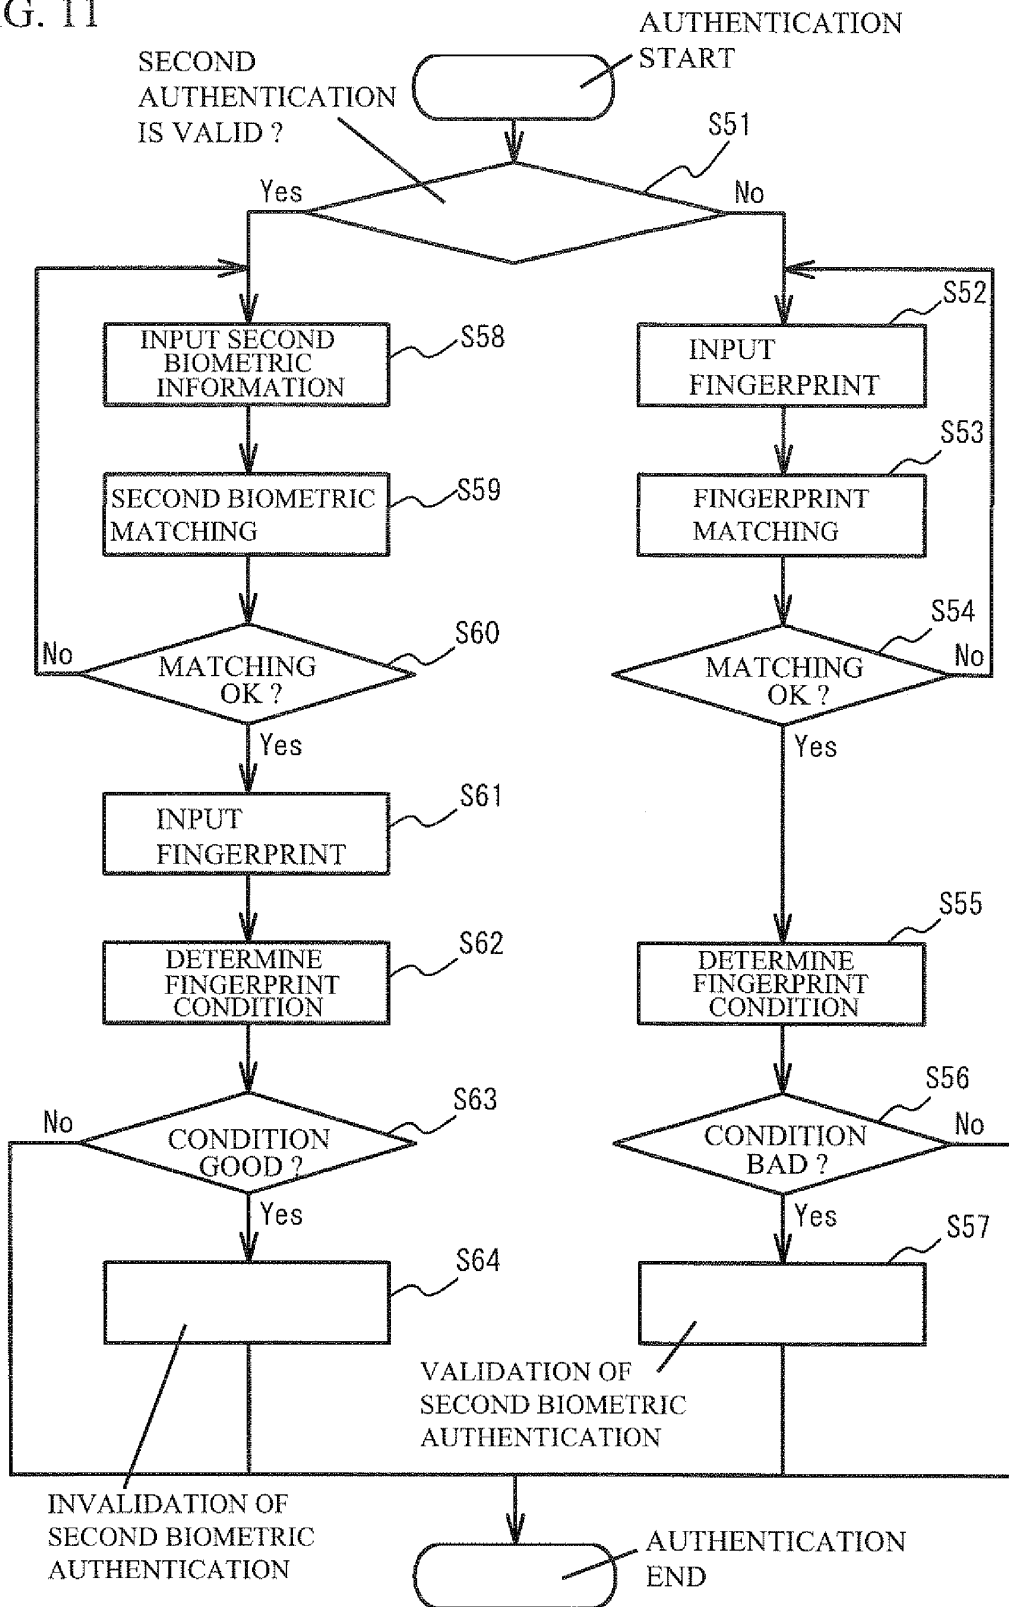 G. 11
AUTHENTICATION
START
SECOND
AUTHENTICATION
IS VALID ?
S51
Yes
No
S52
INPUT SECOND
BIOMETRIC
INFORMATION
S58
INPUT
FINGERPRINT
S53
SECOND BIOMETRIC
MATCHING
S59
FINGERPRINT
MATCHING
S54
S60
No
MATCHING
OK ?
MATCHING
OK ?
No
Yes
Yes
S61
INPUT
FINGERPRINT
S55
S62
DETERMINE
FINGERPRINT
CONDITION
DETERMINE
FINGERPRINT
CONDITION
S56
S63
No
CONDITION
GOOD ?
CONDITION
BAD ?
No
Yes
Yes
S57
S64
VALIDATION OF
SECOND BIOMETRIC
AUTHENTICATION
INVALIDATION OF
SECOND BIOMETRIC
AUTHENTICATION
AUTHENTICATION
END